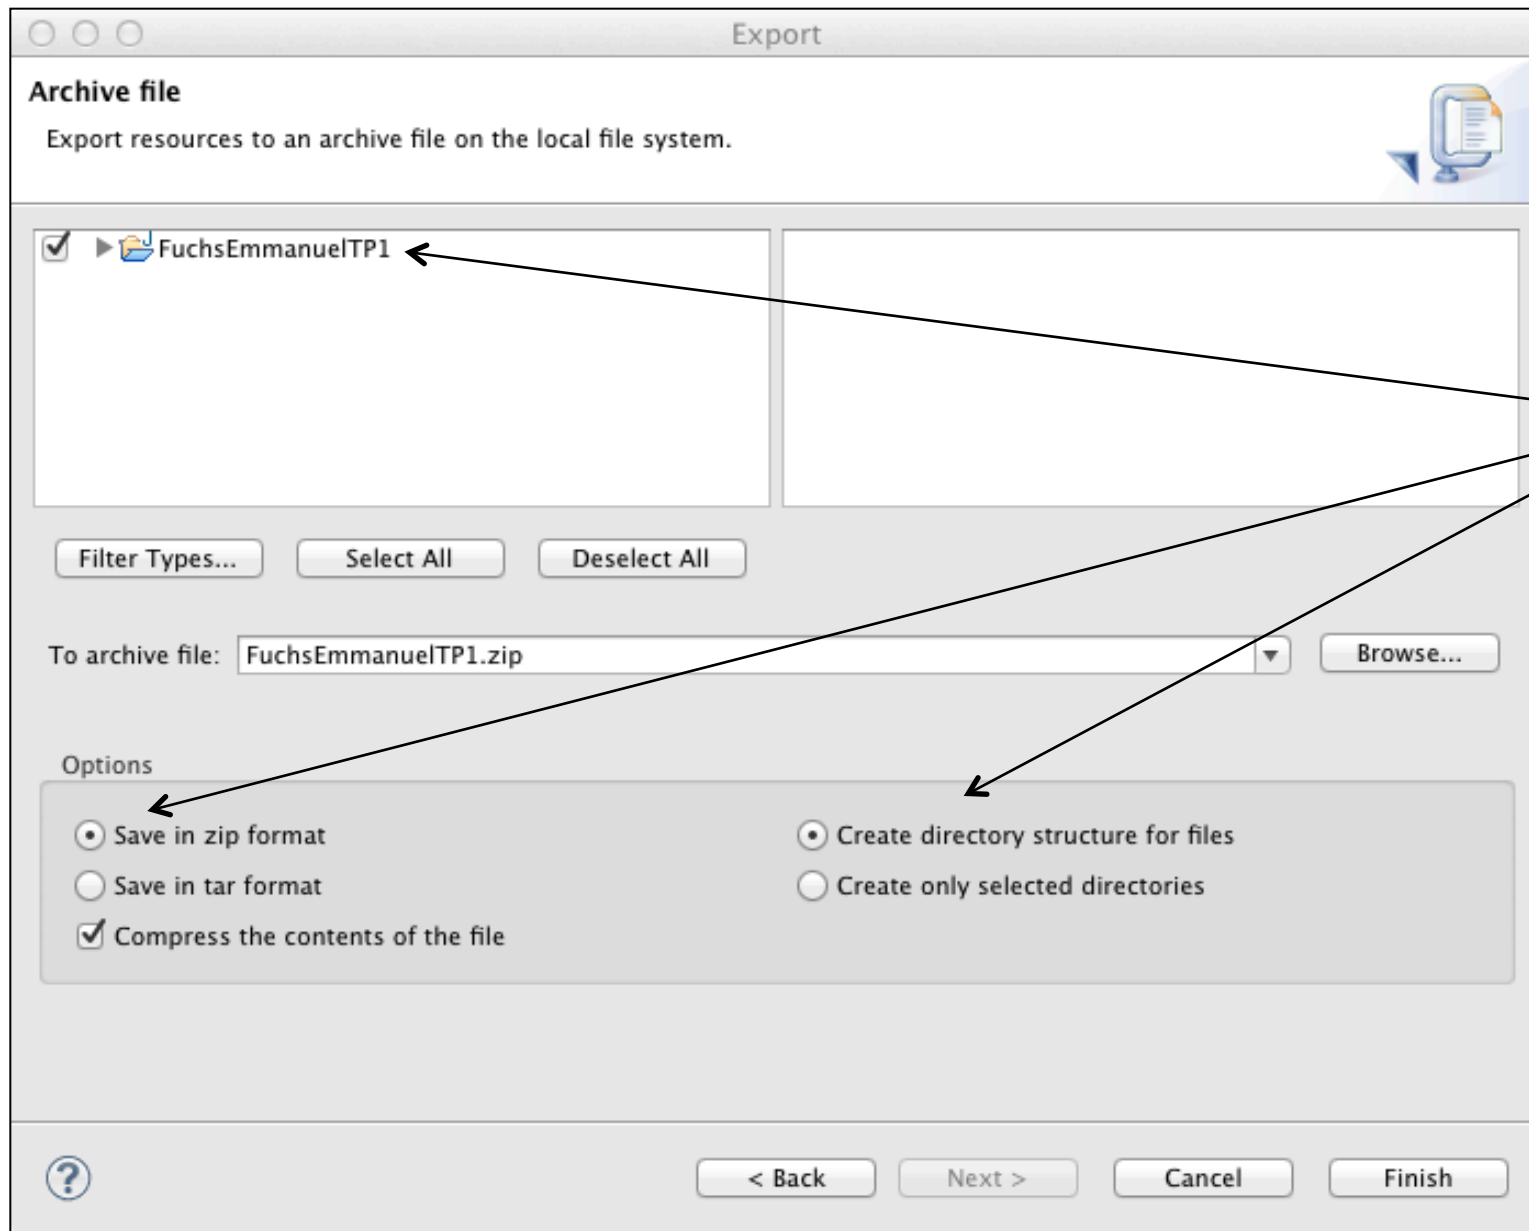 Export
Archive file
Export resources to an archive file on the local file system.
FuchsEmmanuelTP1
Filter Types...
Select All
Deselect All
To archive file:
FuchsEmmanuelTP1.zip
Browse...
Options
Save in zip format
Create directory structure for files
Save in tar format
Create only selected directories
Compress the contents of the file
?
< Back
Next >
Cancel
Finish